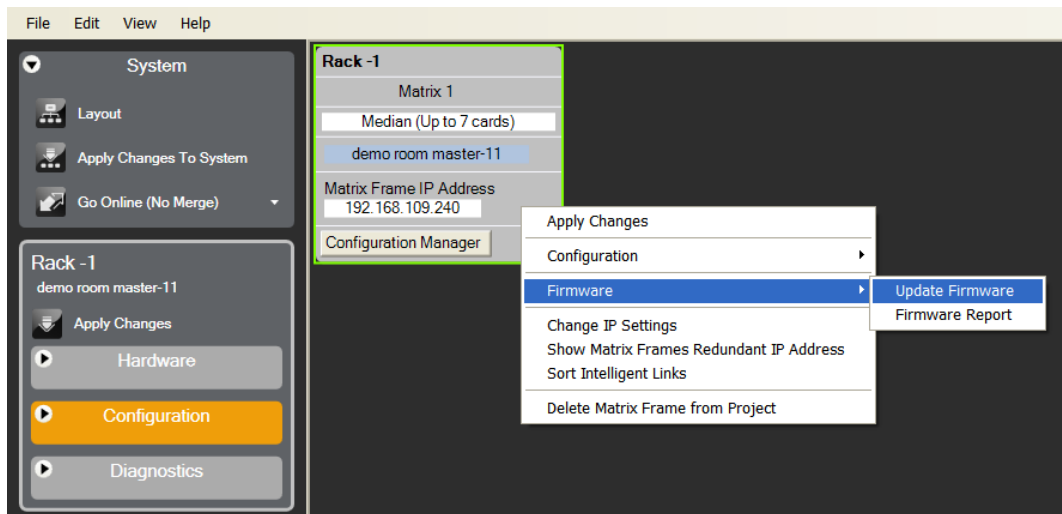 File Edit View Help
System
Layout
Apply Changes To System
Go Online (No Merge)
Rack -1
demo room master-11
Apply Changes
Hardware
Configuration
Diagnostics
Rack -1
Matrix 1
Median (Up to 7 cards)
demo room master-11
Matrix Frame IP Address
192.168.109.240
Configuration Manager
Apply Changes
Configuration
Firmware
Change IP Settings
Show Matrix Frames Redundant IP Address
Sort Intelligent Links
Delete Matrix Frame from Project
Update Firmware
Firmware Report